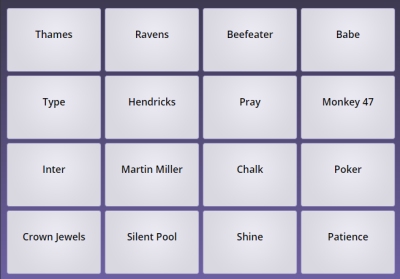 Thames
Ravens
Beefeater
Babe
Type
Hendricks
Pray
Monkey 47
Inter
Martin Miller
Chalk
Poker
Crown Jewels
Silent Pool
Shine
Patience